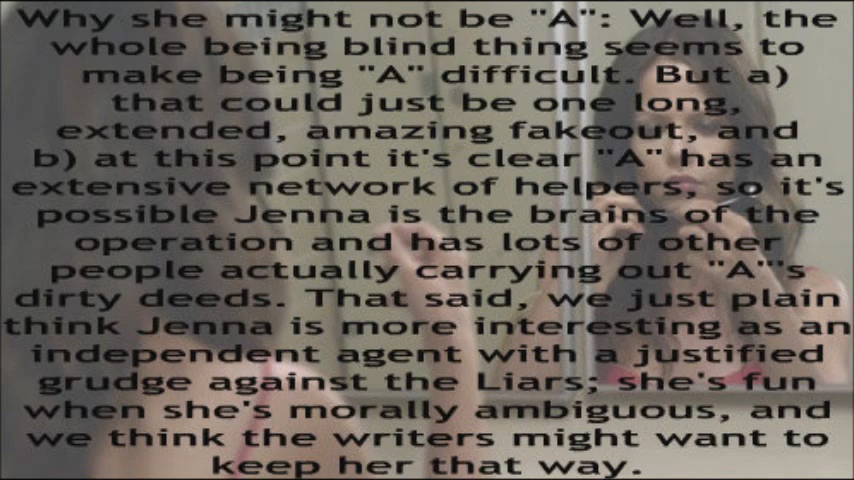 Why she might not be "A": Well, the
whole being blind thing seems to
make being "A" difficult. But a)
that could just be one long,
extended, amazing fakeout, and
b) at this point it's clear "A" has an
extensive network of helpers, so it's
possible Jenna is the brains of the
operation and has lots of other
people actually carrying out "A"'s
dirty deeds. That said, we just plain
think Jenna is more interesting as an
independent agent with a justified
grudge against the Liars; she's fun
when she's morally ambiguous, and
we think the writers might want to
keep her that way.